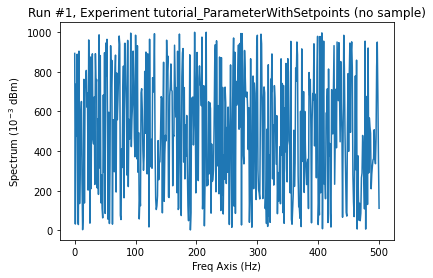 Run #1, Experiment tutorial_ParameterWithSetpoints (no sample)
1000
800
600
400
200
0
Spectrum (10⁻³ dBm)
0 100 200 300 400 500
Freq Axis (Hz)